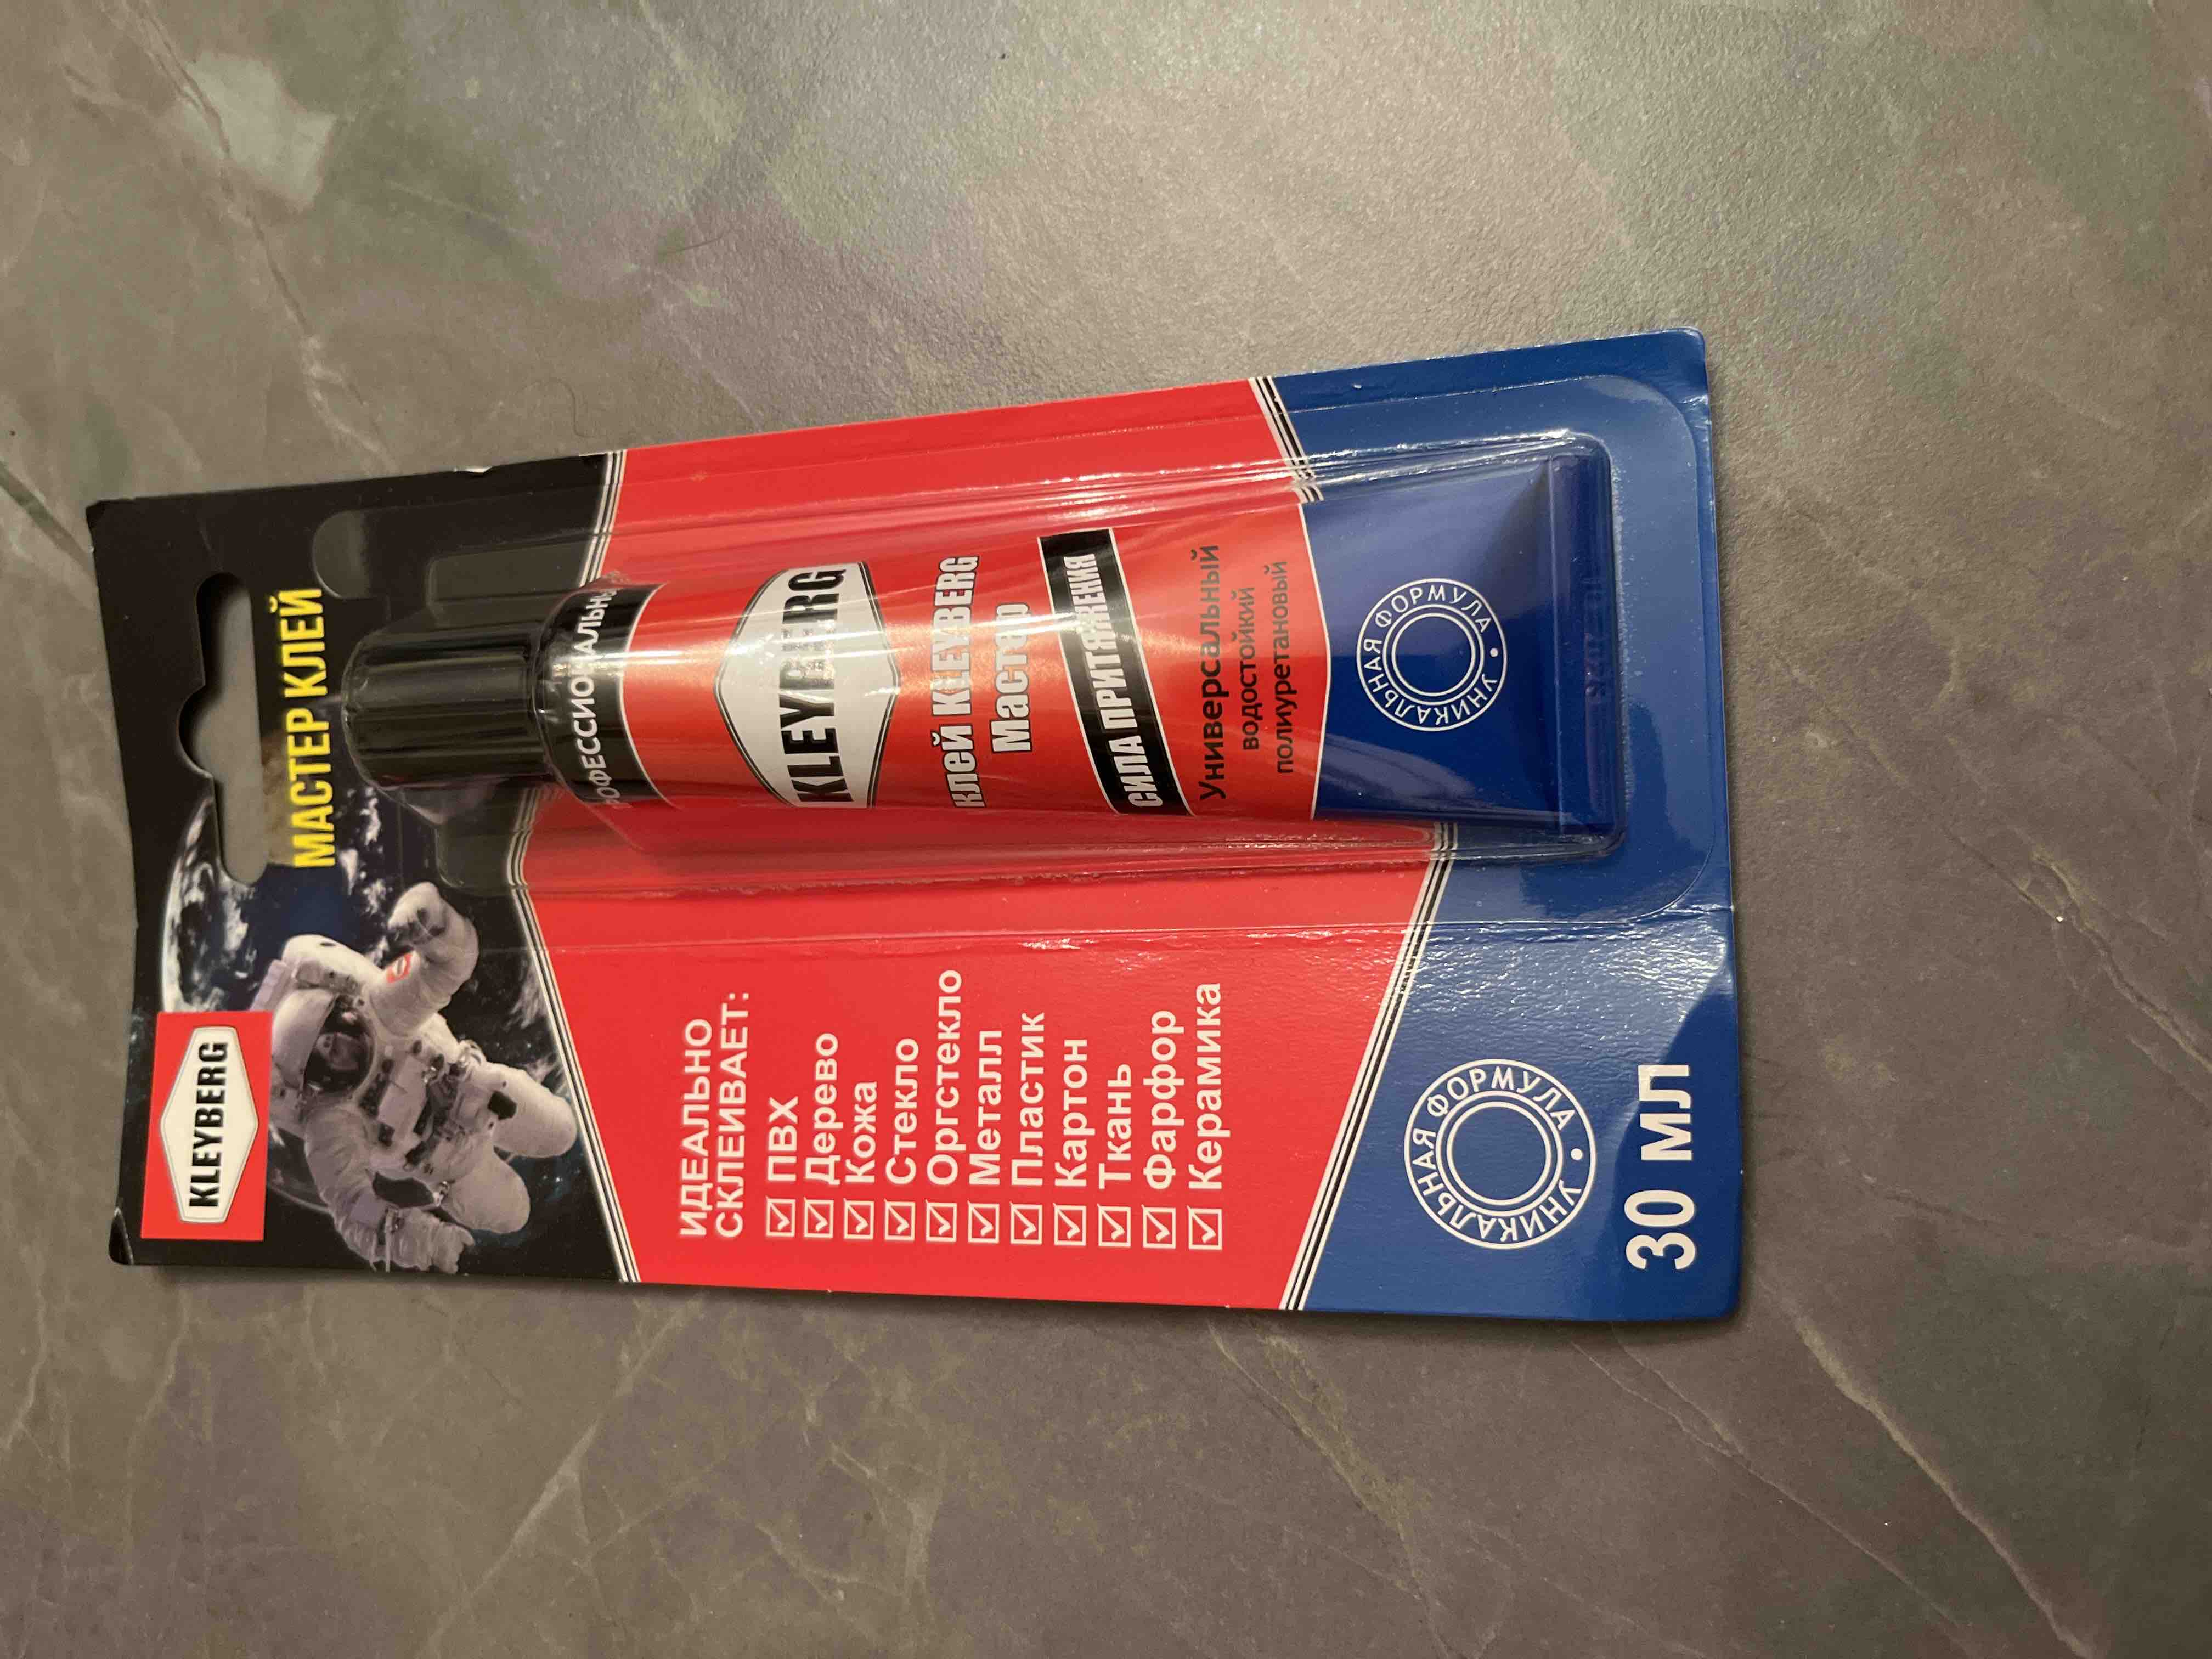 KLEYBERG
МАСТЕР КЛЕЙ
ИДЕАЛЬНО
СКЛЕИВАЕТ:
ПВХ
Дерево
Кожа
Стекло
Оргстекло
Металл
Пластик
Картон
Ткань
Фарфор
Керамика
УНИКАЛЬНАЯ ФОРМУЛА
30 МЛ
KLEYBERG
клей KLEYBERG
Мастер
СИЛА ПРИТЯЖЕНИЯ
Универсальный
водостойкий
полиуретановый
УНИКАЛЬНАЯ ФОРМУЛА